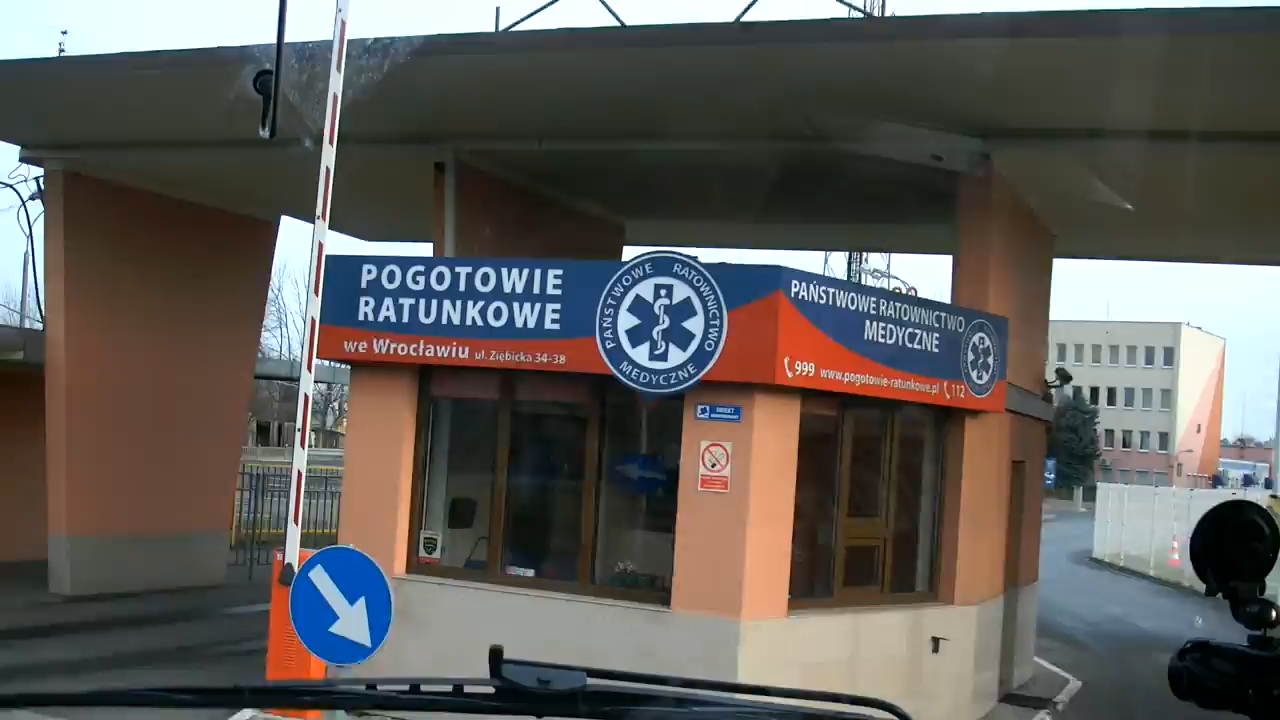 POGOTOWIE
RATUNKOWE
we Wrocławiu ul. Ziębicka 34-38
PAŃSTWOWE RATOWNICTWO
MEDYCZNE
PAŃSTWOWE RATOWNICTWO
MEDYCZNE
999 www.pogotowie-ratunkowe.pl 112
OBIEKT